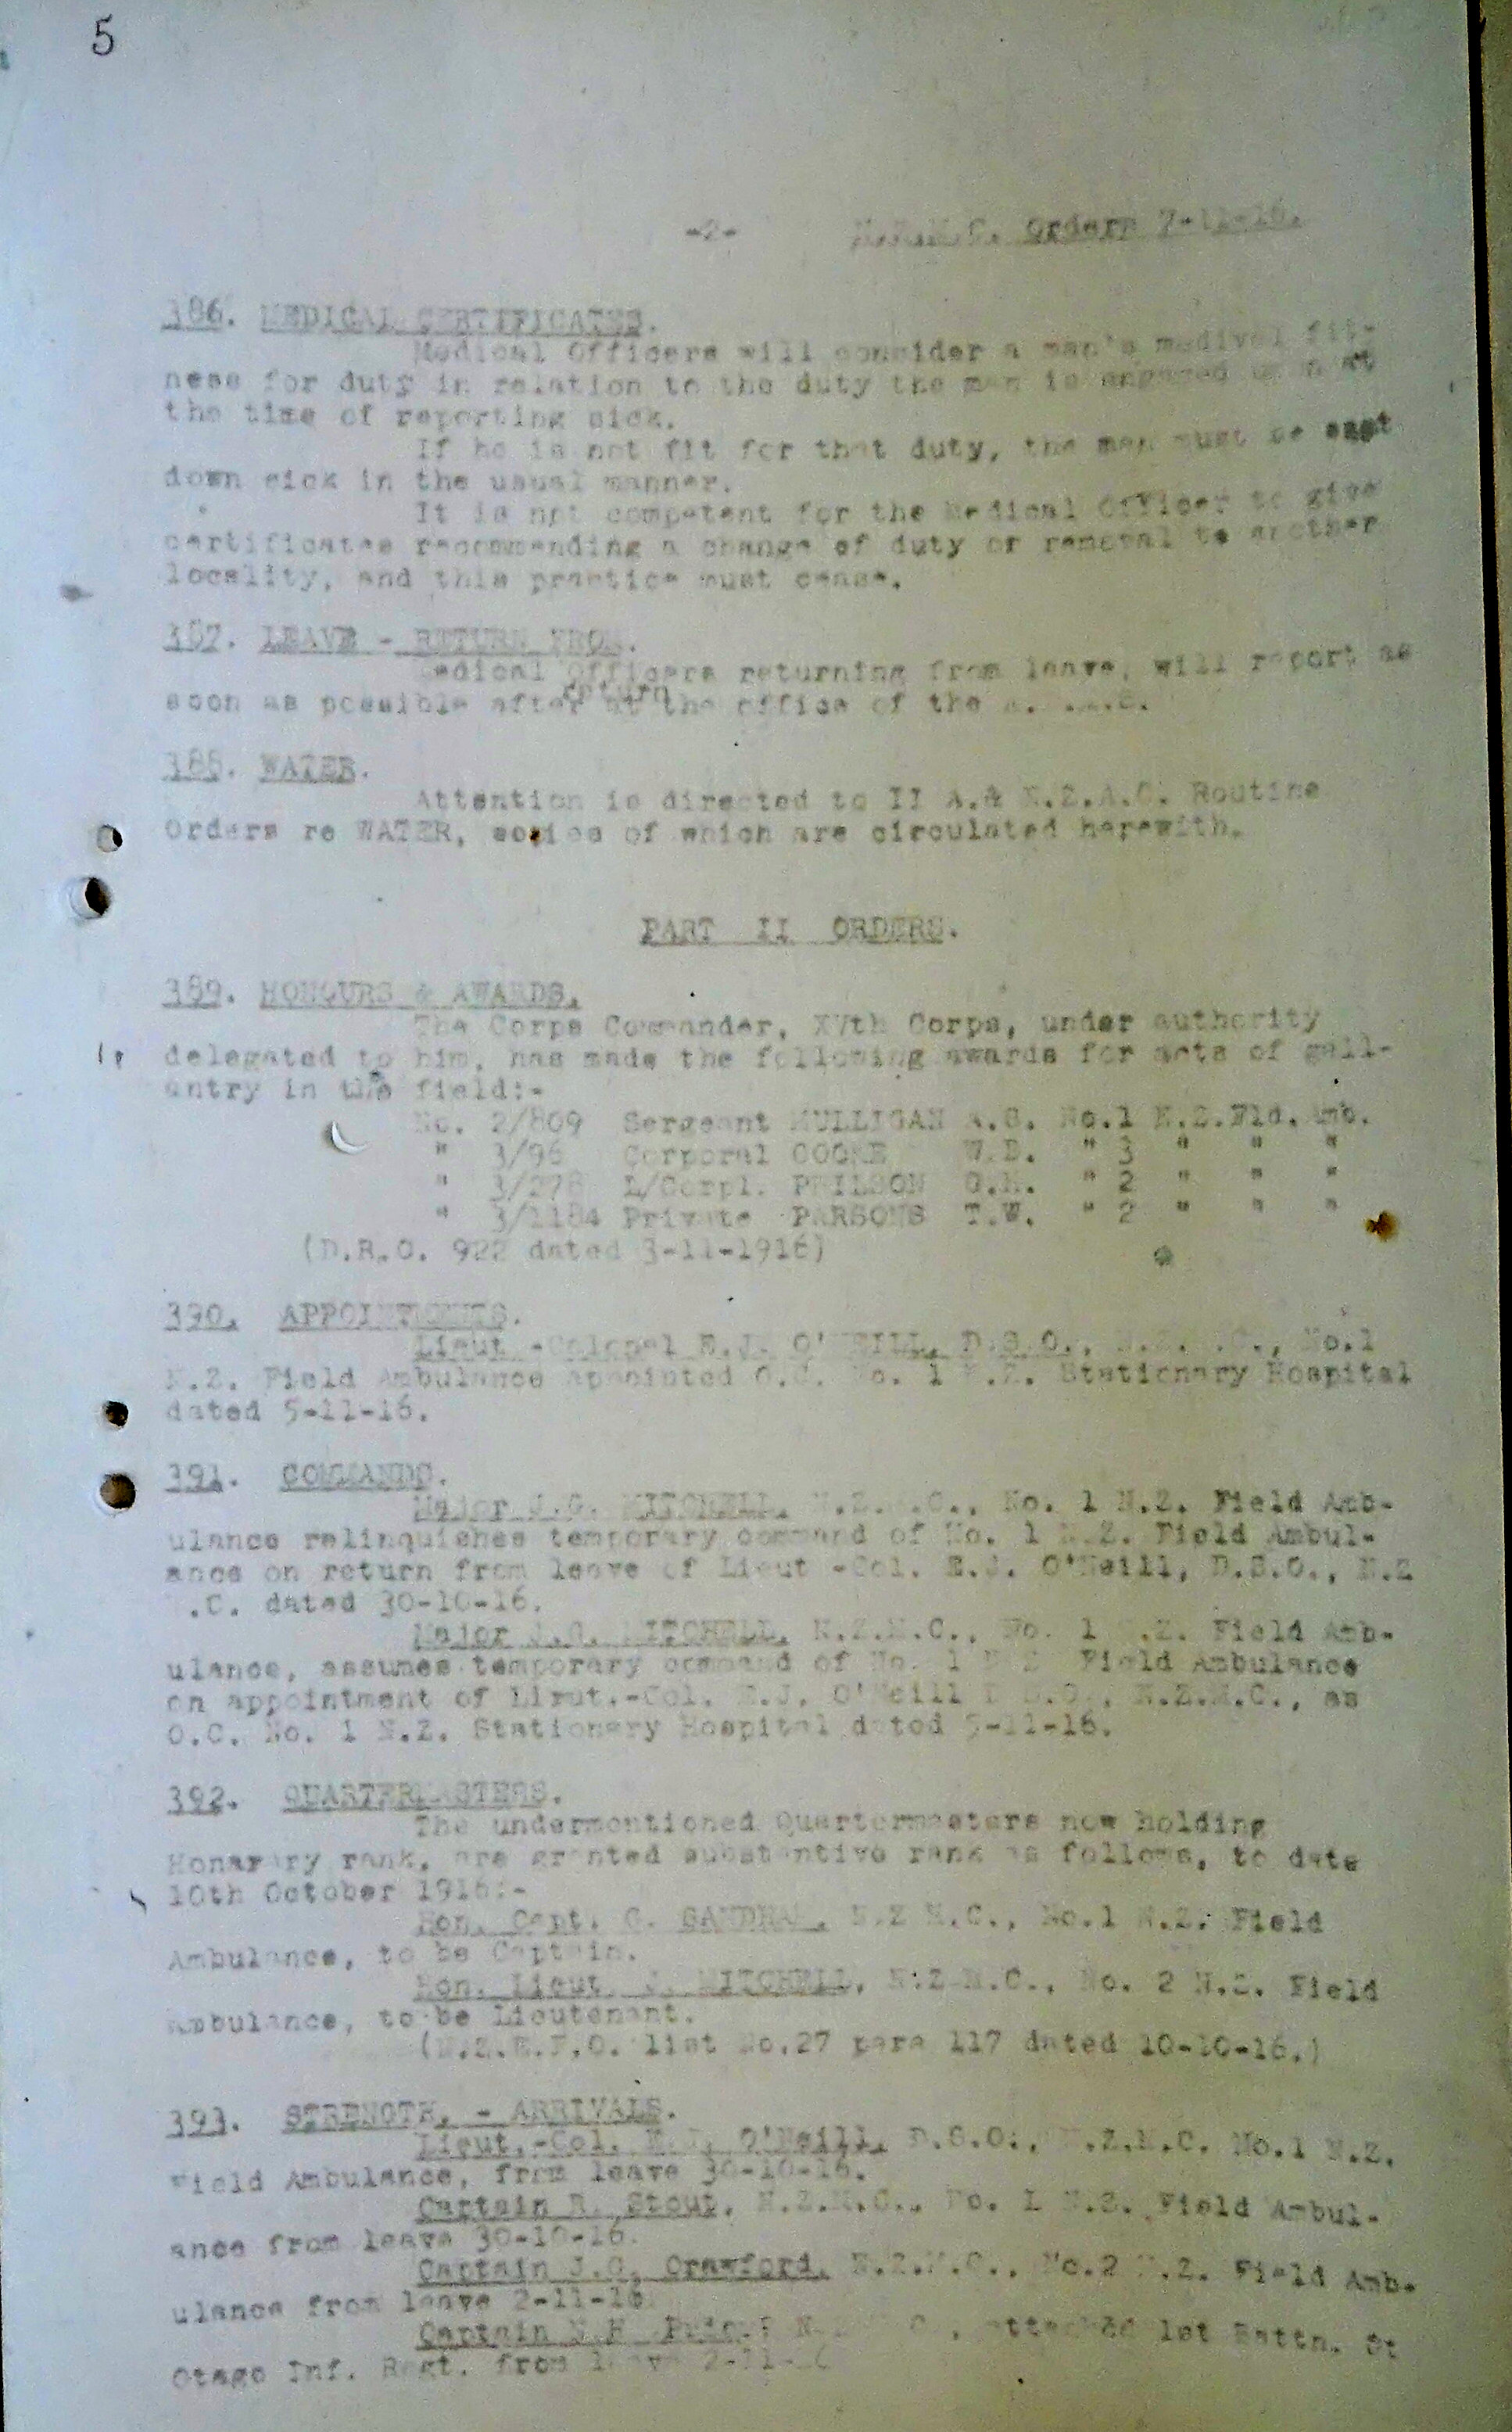 5
-2- N.Z.M.C. Orders 7-11-16.
386. MEDICAL CERTIFICATES.
Medical Officers will consider a man's medival fit-
ness for duty in relation to the duty the man is engaged upon at
the time of reporting sick.
If he is not fit for that duty, the man must be sent
down sick in the usual manner.
It is not competent for the Medical Officer to give
certificates recommending a change of duty or removal to another
locality, and this practice must cease.
387. LEAVE - RETURN FROM.
Medical Officers returning from leave, will report as
return
soon as possible after at the office of the
388. WATER.
Attention is directed to II A.& N.Z.A.C. Routine
Orders re WATER, copies of which are circulated herewith.
PART II ORDERS.
389. HONOURS & AWARDS.
The Corps Commander, XVth Corps, under authority
delegated to him, has made the following awards for acts of gall-
antry in the field:-
No. 2/809 Sergeant MULLIGAN A.S. No.1 N.Z.Fld. Amb.
" 3/96 Corporal COOKE W.D. " 3 " " "
" 3/278 L/Corpl. PHILSON G.M. " 2 " " "
" 3/1184 Private PARSONS T.W. " 2 " " "
(D.R.O. 922 dated 3-11-1916)
390. APPOINTMENTS.
Lieut.-Colonel E.J. O'NEILL, D.S.O., N.Z.M.C., No.1
N.Z. Field Ambulance appointed O.C. No. 1 N.Z. Stationary Hospital
dated 5-11-16.
391. COMMANDS.
Major J.G. MITCHELL, N.Z.M.C., No. 1 N.Z. Field Amb-
ulance relinquishes temporary command of No. 1 N.Z. Field Ambul-
ance on return from leave of Lieut -Col. E.J. O'Neill, D.S.O., N.Z
.C. dated 30-10-16.
Major J.G. MITCHELL, N.Z.M.C., No. 1 N.Z. Field Amb-
ulance, assumes temporary command of No. 1 N Z Field Ambulance
on appointment of Lieut.-Col. E.J. O'Neill D.S.O., N.Z.M.C., as
O.C. No. 1 N.Z. Stationary Hospital dated 5-11-16.
392. QUARTERMASTERS.
The undermentioned Quartermasters now holding
Honarary rank, are granted substantive rank as follows, to date
10th October 1916:-
Hon. Capt. G. SANDHAM, N.Z M.C., No.1 N.Z. Field
Ambulance, to be Captain.
Hon. Lieut. J. MITCHELL, N.Z.M.C., No. 2 N.Z. Field
Ambulance, to be Lieutenant.
(N.Z.E.F.O. list No.27 para 117 dated 10-10-16.)
393. STRENGTH, - ARRIVALS.
Lieut.-Col. E.J. O'Neill, D.S.O., N.Z.M.C. No.1 N.Z.
Field Ambulance, from leave 30-10-16.
Captain R. Stout, N.Z.M.C., No. 1 N.Z. Field Ambul-
ance from leave 30-10-16.
Captain J.G. Crawford, N.Z.M.C., No.2 N.Z. Field Amb-
ulance from leave 2-11-16
Captain N.H. attached 1st Battn.
Otago Inf. Regt. from leave 2-11-16